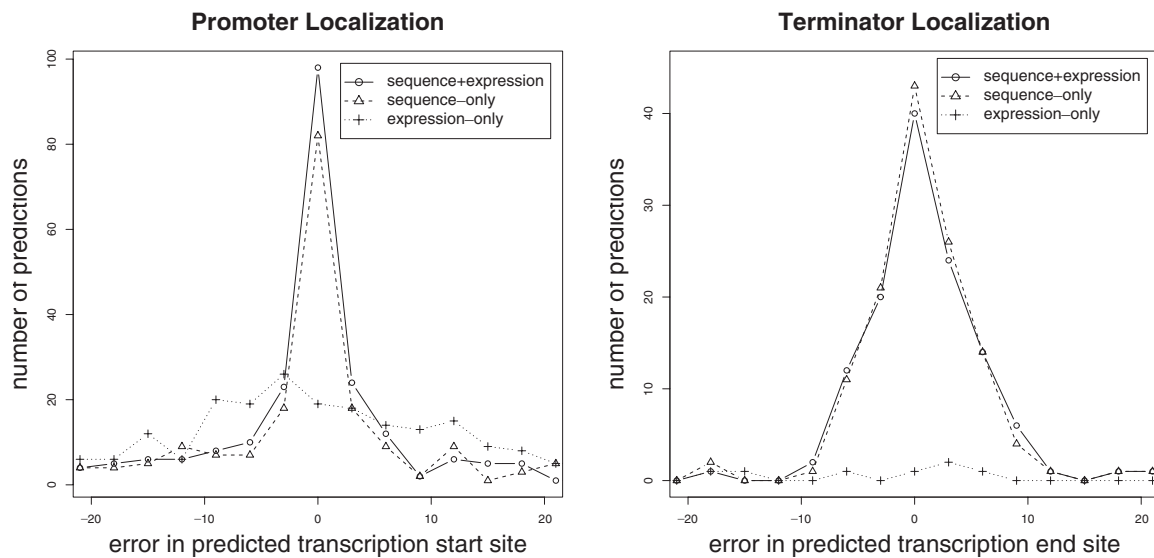 Promoter Localization
number of predictions
100
80
60
40
20
0
sequence+expression
sequence–only
expression–only
−20 −10 0 10 20
error in predicted transcription start site
Terminator Localization
number of predictions
40
30
20
10
0
sequence+expression
sequence–only
expression–only
−20 −10 0 10 20
error in predicted transcription end site